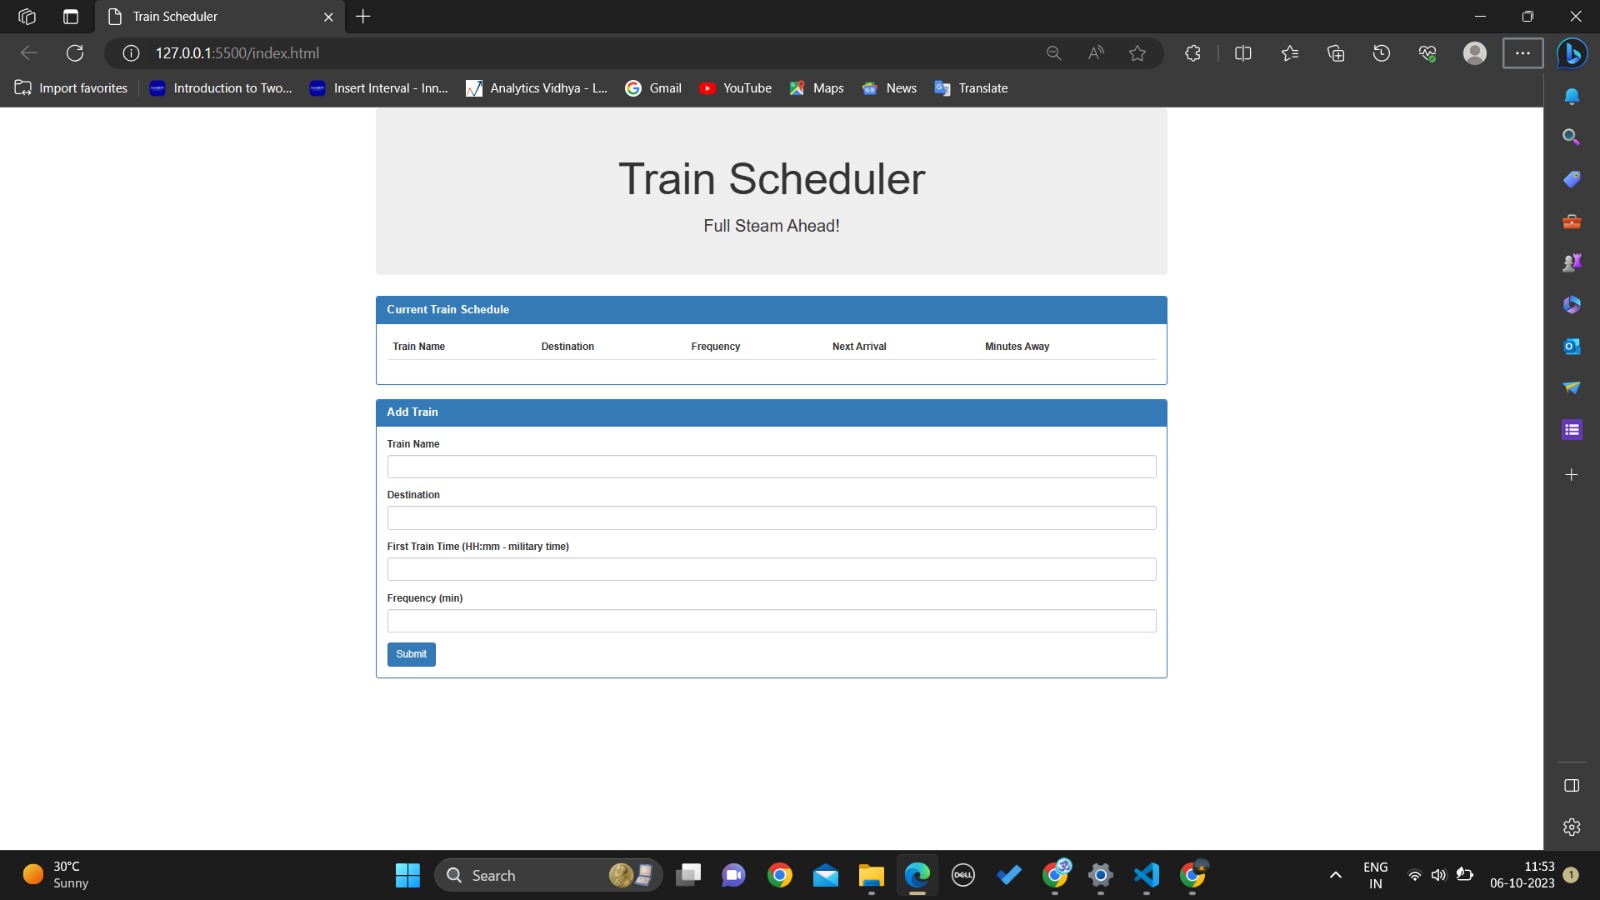 Train Scheduler
127.0.0.1:5500/index.html
Import favorites
Introduction to Two...
Insert Interval - Inn...
Analytics Vidhya - L...
Gmail
YouTube
Maps
News
Translate
Train Scheduler
Full Steam Ahead!
Current Train Schedule
Train Name Destination Frequency Next Arrival Minutes Away
Add Train
Train Name
Destination
First Train Time (HH:mm - military time)
Frequency (min)
Submit
30°C
Sunny
Search
DELL
ENG
IN
11:53
06-10-2023
1